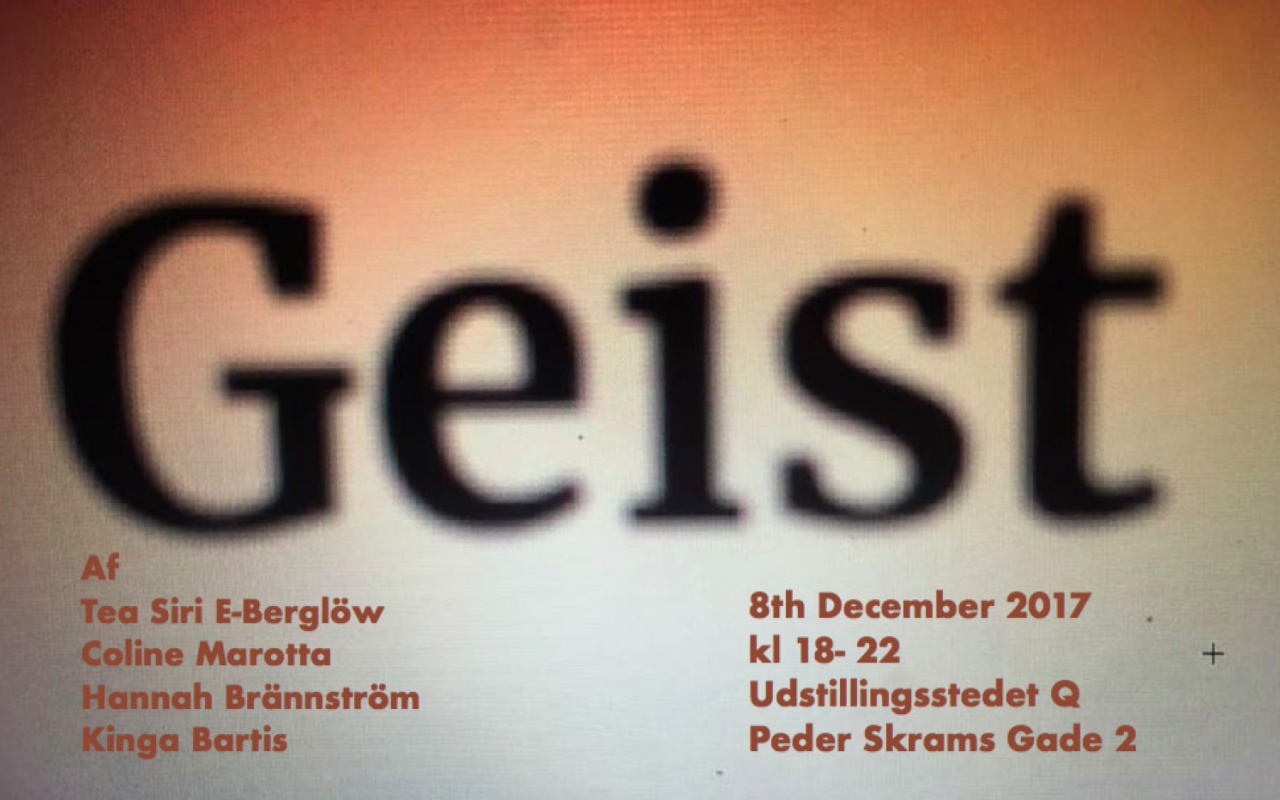 Geist
Af
Tea Siri E-Berglöw
Coline Marotta
Hannah Brännström
Kinga Bartis
8th December 2017
kl 18- 22
Udstillingsstedet Q
Peder Skrams Gade 2